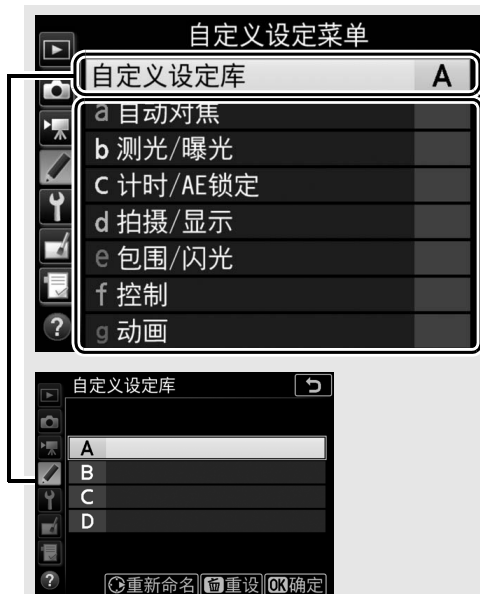 自定义设定菜单
自定义设定库 A
a 自动对焦
b 测光/曝光
c 计时/AE锁定
d 拍摄/显示
e 包围/闪光
f 控制
g 动画
?
自定义设定库
A
B
C
D
?
重新命名 重设 OK确定